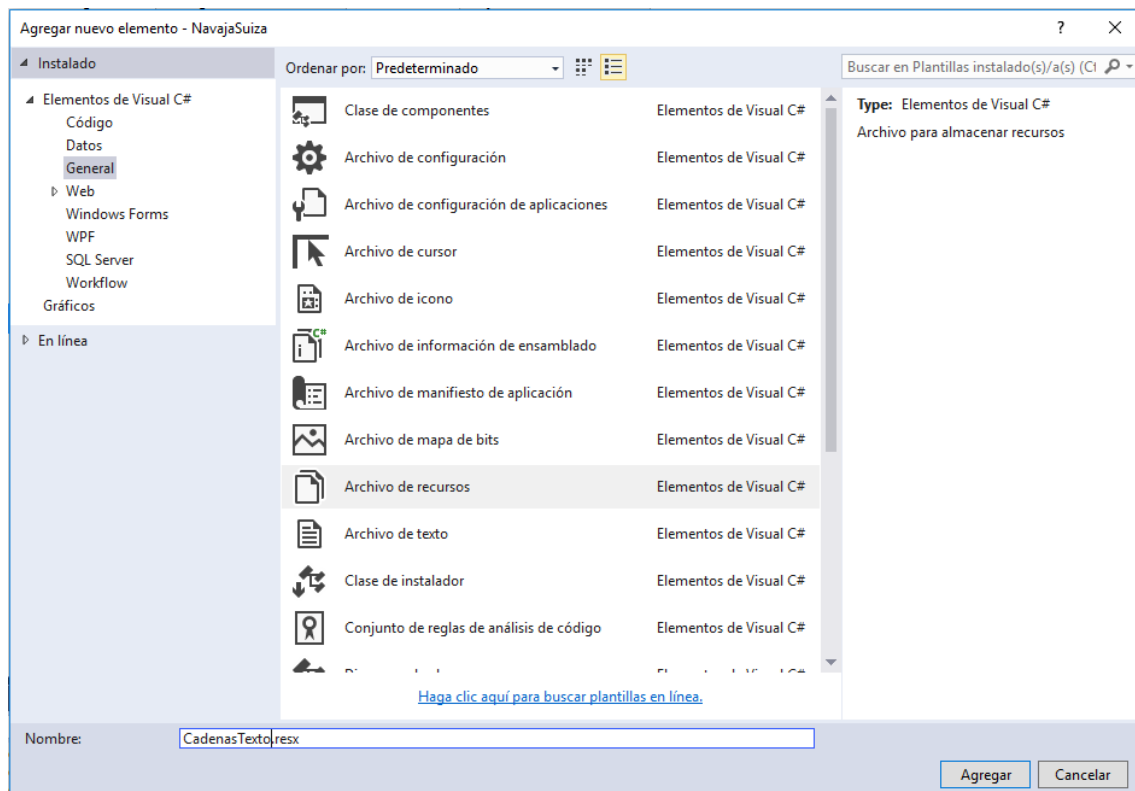 Agregar nuevo elemento - NavajaSuiza
? ×
Instalado
Ordenar por: Predeterminado
Buscar en Plantillas instalado(s)/a(s) (Ct
Elementos de Visual C#
Código
Datos
General
Web
Windows Forms
WPF
SQL Server
Workflow
Gráficos
En línea
Clase de componentes Elementos de Visual C#
Archivo de configuración Elementos de Visual C#
Archivo de configuración de aplicaciones Elementos de Visual C#
Archivo de cursor Elementos de Visual C#
Archivo de icono Elementos de Visual C#
C#
Archivo de información de ensamblado Elementos de Visual C#
Archivo de manifiesto de aplicación Elementos de Visual C#
Archivo de mapa de bits Elementos de Visual C#
Archivo de recursos Elementos de Visual C#
Archivo de texto Elementos de Visual C#
Clase de instalador Elementos de Visual C#
Conjunto de reglas de análisis de código Elementos de Visual C#
Haga clic aquí para buscar plantillas en línea.
Type: Elementos de Visual C#
Archivo para almacenar recursos
Nombre: CadenasTexto.resx
Agregar Cancelar